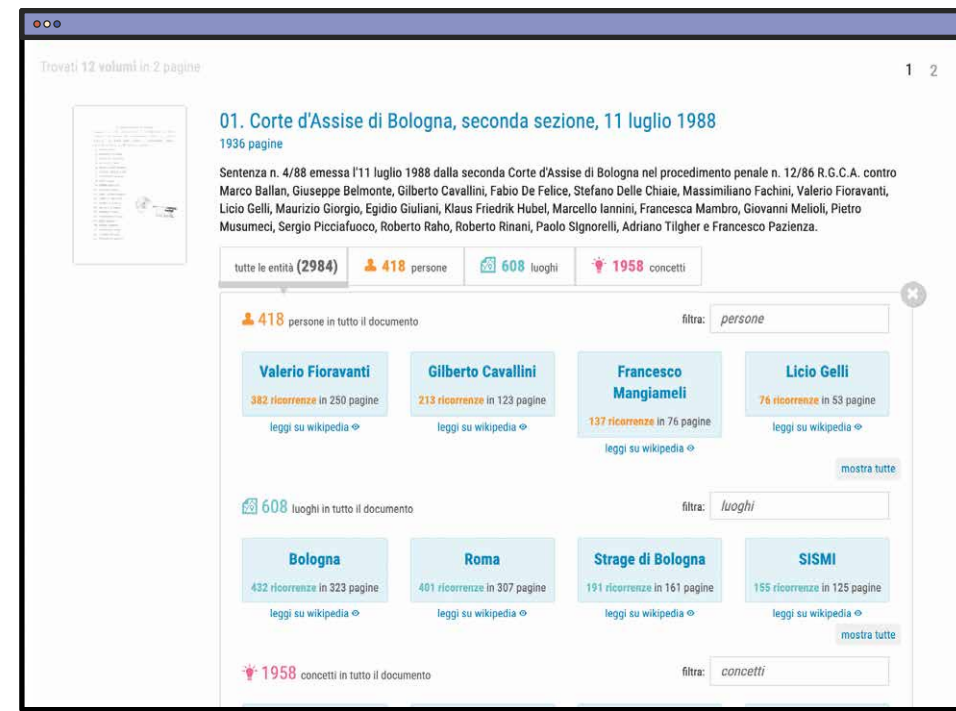 Trovati 12 volumi in 2 pagine
1 2
01. Corte d'Assise di Bologna, seconda sezione, 11 luglio 1988
1936 pagine
Sentenza n. 4/88 emessa l'11 luglio 1988 dalla seconda Corte d'Assise di Bologna nel procedimento penale n. 12/86 R.G.C.A. contro
Marco Ballan, Giuseppe Belmonte, Gilberto Cavallini, Fabio De Felice, Stefano Delle Chiaie, Massimiliano Fachini, Valerio Fioravanti,
Licio Gelli, Maurizio Giorgio, Egidio Giuliani, Klaus Friedrik Hubel, Marcello Iannini, Francesca Mambro, Giovanni Melioli, Pietro
Musumeci, Sergio Picciafuoco, Roberto Raho, Roberto Rinani, Paolo SIgnorelli, Adriano Tilgher e Francesco Pazienza.
tutte le entità (2984) 418 persone 608 luoghi 1958 concetti
418 persone in tutto il documento filtra: persone
Valerio Fioravanti Gilberto Cavallini Francesco Mangiameli Licio Gelli
382 ricorrenze in 250 pagine 213 ricorrenze in 123 pagine 137 ricorrenze in 76 pagine 76 ricorrenze in 53 pagine
leggi su wikipedia leggi su wikipedia leggi su wikipedia leggi su wikipedia
mostra tutte
608 luoghi in tutto il documento filtra: luoghi
Bologna Roma Strage di Bologna SISMI
432 ricorrenze in 323 pagine 401 ricorrenze in 307 pagine 191 ricorrenze in 161 pagine 155 ricorrenze in 125 pagine
leggi su wikipedia leggi su wikipedia leggi su wikipedia leggi su wikipedia
mostra tutte
1958 concetti in tutto il documento filtra: concetti